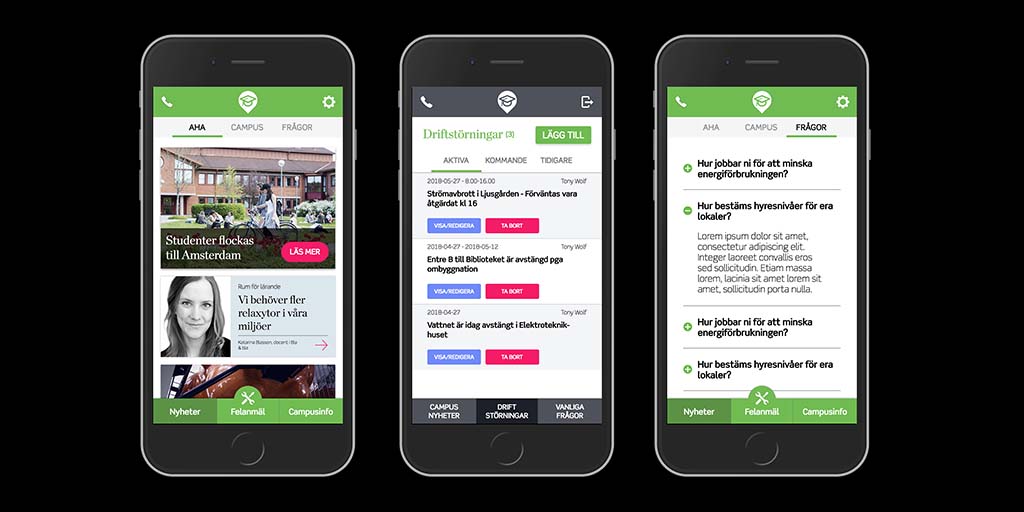 AHA CAMPUS FRÅGOR
Studenter flockas
till Amsterdam
LÄS MER
Rum för lärande
Vi behöver fler
relaxytor i våra
miljöer
Katarina Bjasson, docent i Bla
& bla
Nyheter Felanmäl Campusinfo
Driftstörningar (3) LÄGG TILL
AKTIVA KOMMANDE TIDIGARE
2018-05-27 - 8.00-16.00 Tony Wolf
Strömavbrott i Ljusgården - Förväntas vara
åtgärdat kl 16
VISA/REDIGERA TA BORT
2018-04-27 - 2018-05-12 Tony Wolf
Entre B till Biblioteket är avstängd pga
ombyggnation
VISA/REDIGERA TA BORT
2018-04-27 Tony Wolf
Vattnet är idag avstängt i Elektroteknik-
huset
VISA/REDIGERA TA BORT
CAMPUS
NYHETER
DRIFT
STÖRNINGAR
VANLIGA
FRÅGOR
AHA CAMPUS FRÅGOR
Hur jobbar ni för att minska
energiförbrukningen?
Hur bestäms hyresnivåer för era
lokaler?
Lorem ipsum dolor sit amet,
consectetur adipiscing elit.
Integer laoreet convallis eros
sed sollicitudin. Etiam massa
lorem, lacinia sit amet lorem sit
amet, sollicitudin porta nulla.
Hur jobbar ni för att minska
energiförbrukningen?
Hur bestäms hyresnivåer för era
lokaler?
Nyheter Felanmäl Campusinfo